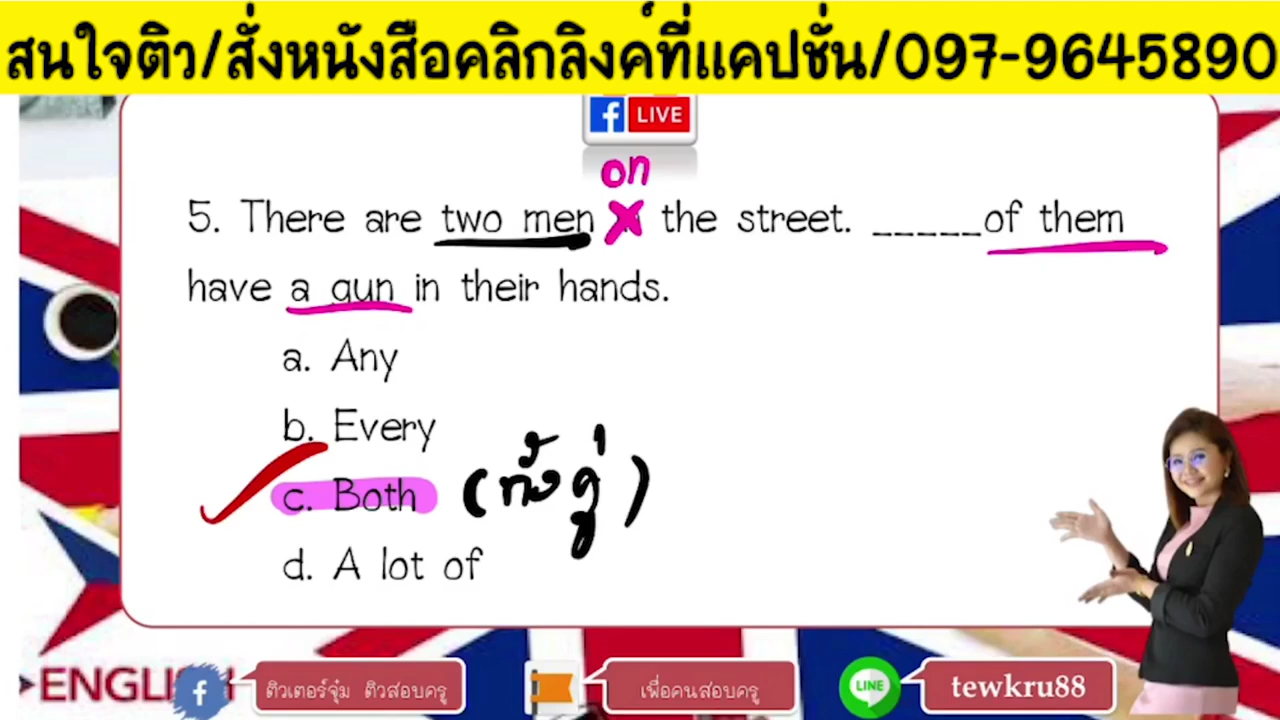 สนใจติว/สั่งหนังสือคลิกลิงค์ที่แคปชั่น/097-9645890
f LIVE
on
5. There are two men the street. _____of them
have a gun in their hands.
a. Any
b. Every
c. Both (ทั้งคู่)
d. A lot of
ENGLISH
f ติวเตอร์จุ๋ม ติวสอบครู
เพื่อคนสอบครู
LINE tewkru88